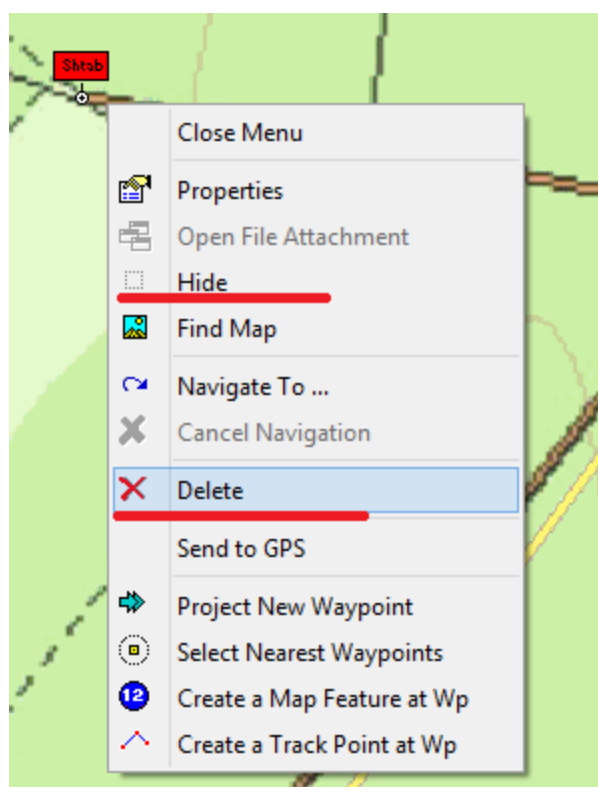 Shtab
Close Menu
Properties
Open File Attachment
Hide
Find Map
Navigate To ...
Cancel Navigation
Delete
Send to GPS
Project New Waypoint
Select Nearest Waypoints
12 Create a Map Feature at Wp
Create a Track Point at Wp